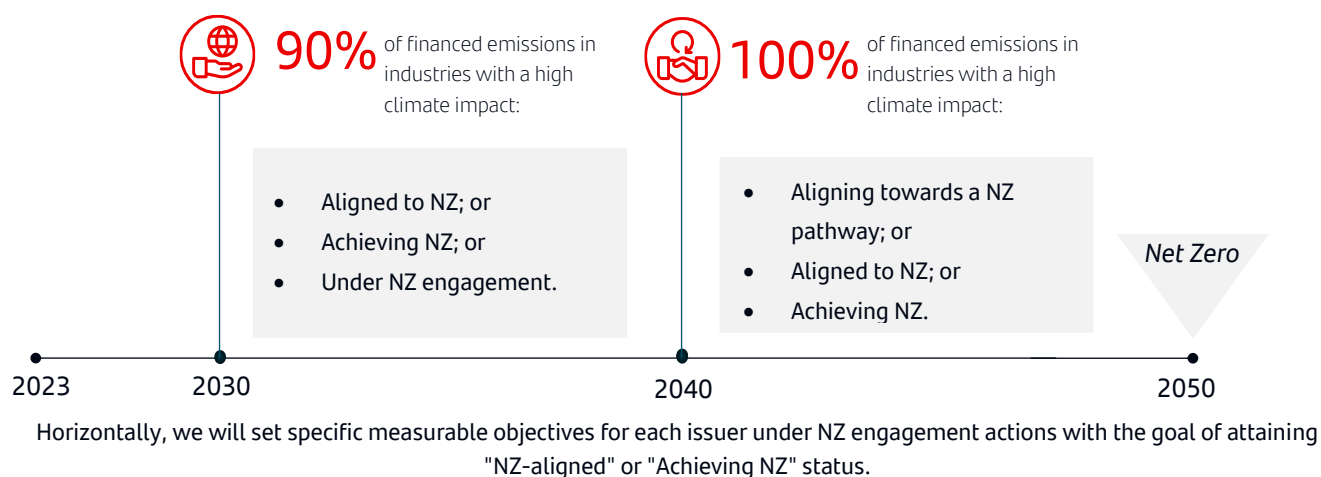 90% of financed emissions in
industries with a high
climate impact:
• Aligned to NZ; or
• Achieving NZ; or
• Under NZ engagement.
100% of financed emissions in
industries with a high
climate impact:
• Aligning towards a NZ
pathway; or
• Aligned to NZ; or
• Achieving NZ.
Net Zero
2023
2030
2040
2050
Horizontally, we will set specific measurable objectives for each issuer under NZ engagement actions with the goal of attaining
"NZ-aligned" or "Achieving NZ" status.